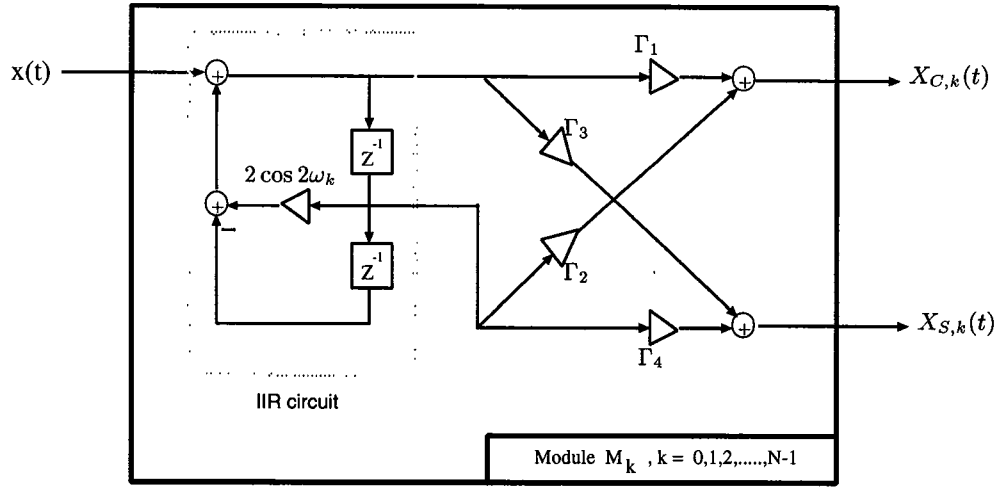 Γ1
x(t)
X_{C,k}(t)
+
+
Γ3
z^{-1}
2 cos 2ω_k
+
−
z^{-1}
Γ2
+
X_{S,k}(t)
Γ4
IIR circuit
Module M_k , k = 0,1,2,.....,N-1